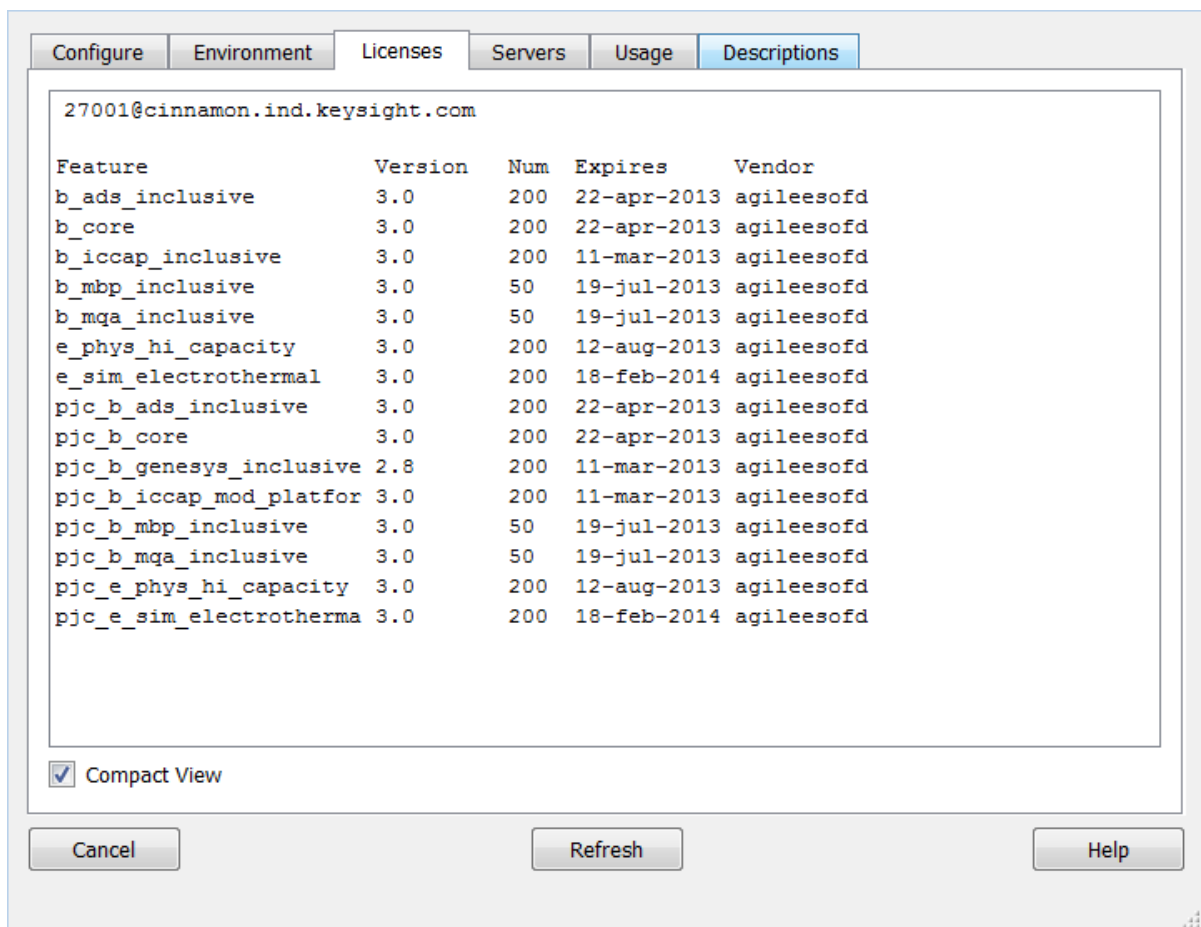 Configure Environment Licenses Servers Usage Descriptions
27001@cinnamon.ind.keysight.com
Feature Version Num Expires Vendor
b_ads_inclusive 3.0 200 22-apr-2013 agileesofd
b_core 3.0 200 22-apr-2013 agileesofd
b_iccap_inclusive 3.0 200 11-mar-2013 agileesofd
b_mbp_inclusive 3.0 50 19-jul-2013 agileesofd
b_mqa_inclusive 3.0 50 19-jul-2013 agileesofd
e_phys_hi_capacity 3.0 200 12-aug-2013 agileesofd
e_sim_electrothermal 3.0 200 18-feb-2014 agileesofd
pjc_b_ads_inclusive 3.0 200 22-apr-2013 agileesofd
pjc_b_core 3.0 200 22-apr-2013 agileesofd
pjc_b_genesys_inclusive 2.8 200 11-mar-2013 agileesofd
pjc_b_iccap_mod_platfor 3.0 200 11-mar-2013 agileesofd
pjc_b_mbp_inclusive 3.0 50 19-jul-2013 agileesofd
pjc_b_mqa_inclusive 3.0 50 19-jul-2013 agileesofd
pjc_e_phys_hi_capacity 3.0 200 12-aug-2013 agileesofd
pjc_e_sim_electrotherma 3.0 200 18-feb-2014 agileesofd
Compact View
Cancel Refresh Help